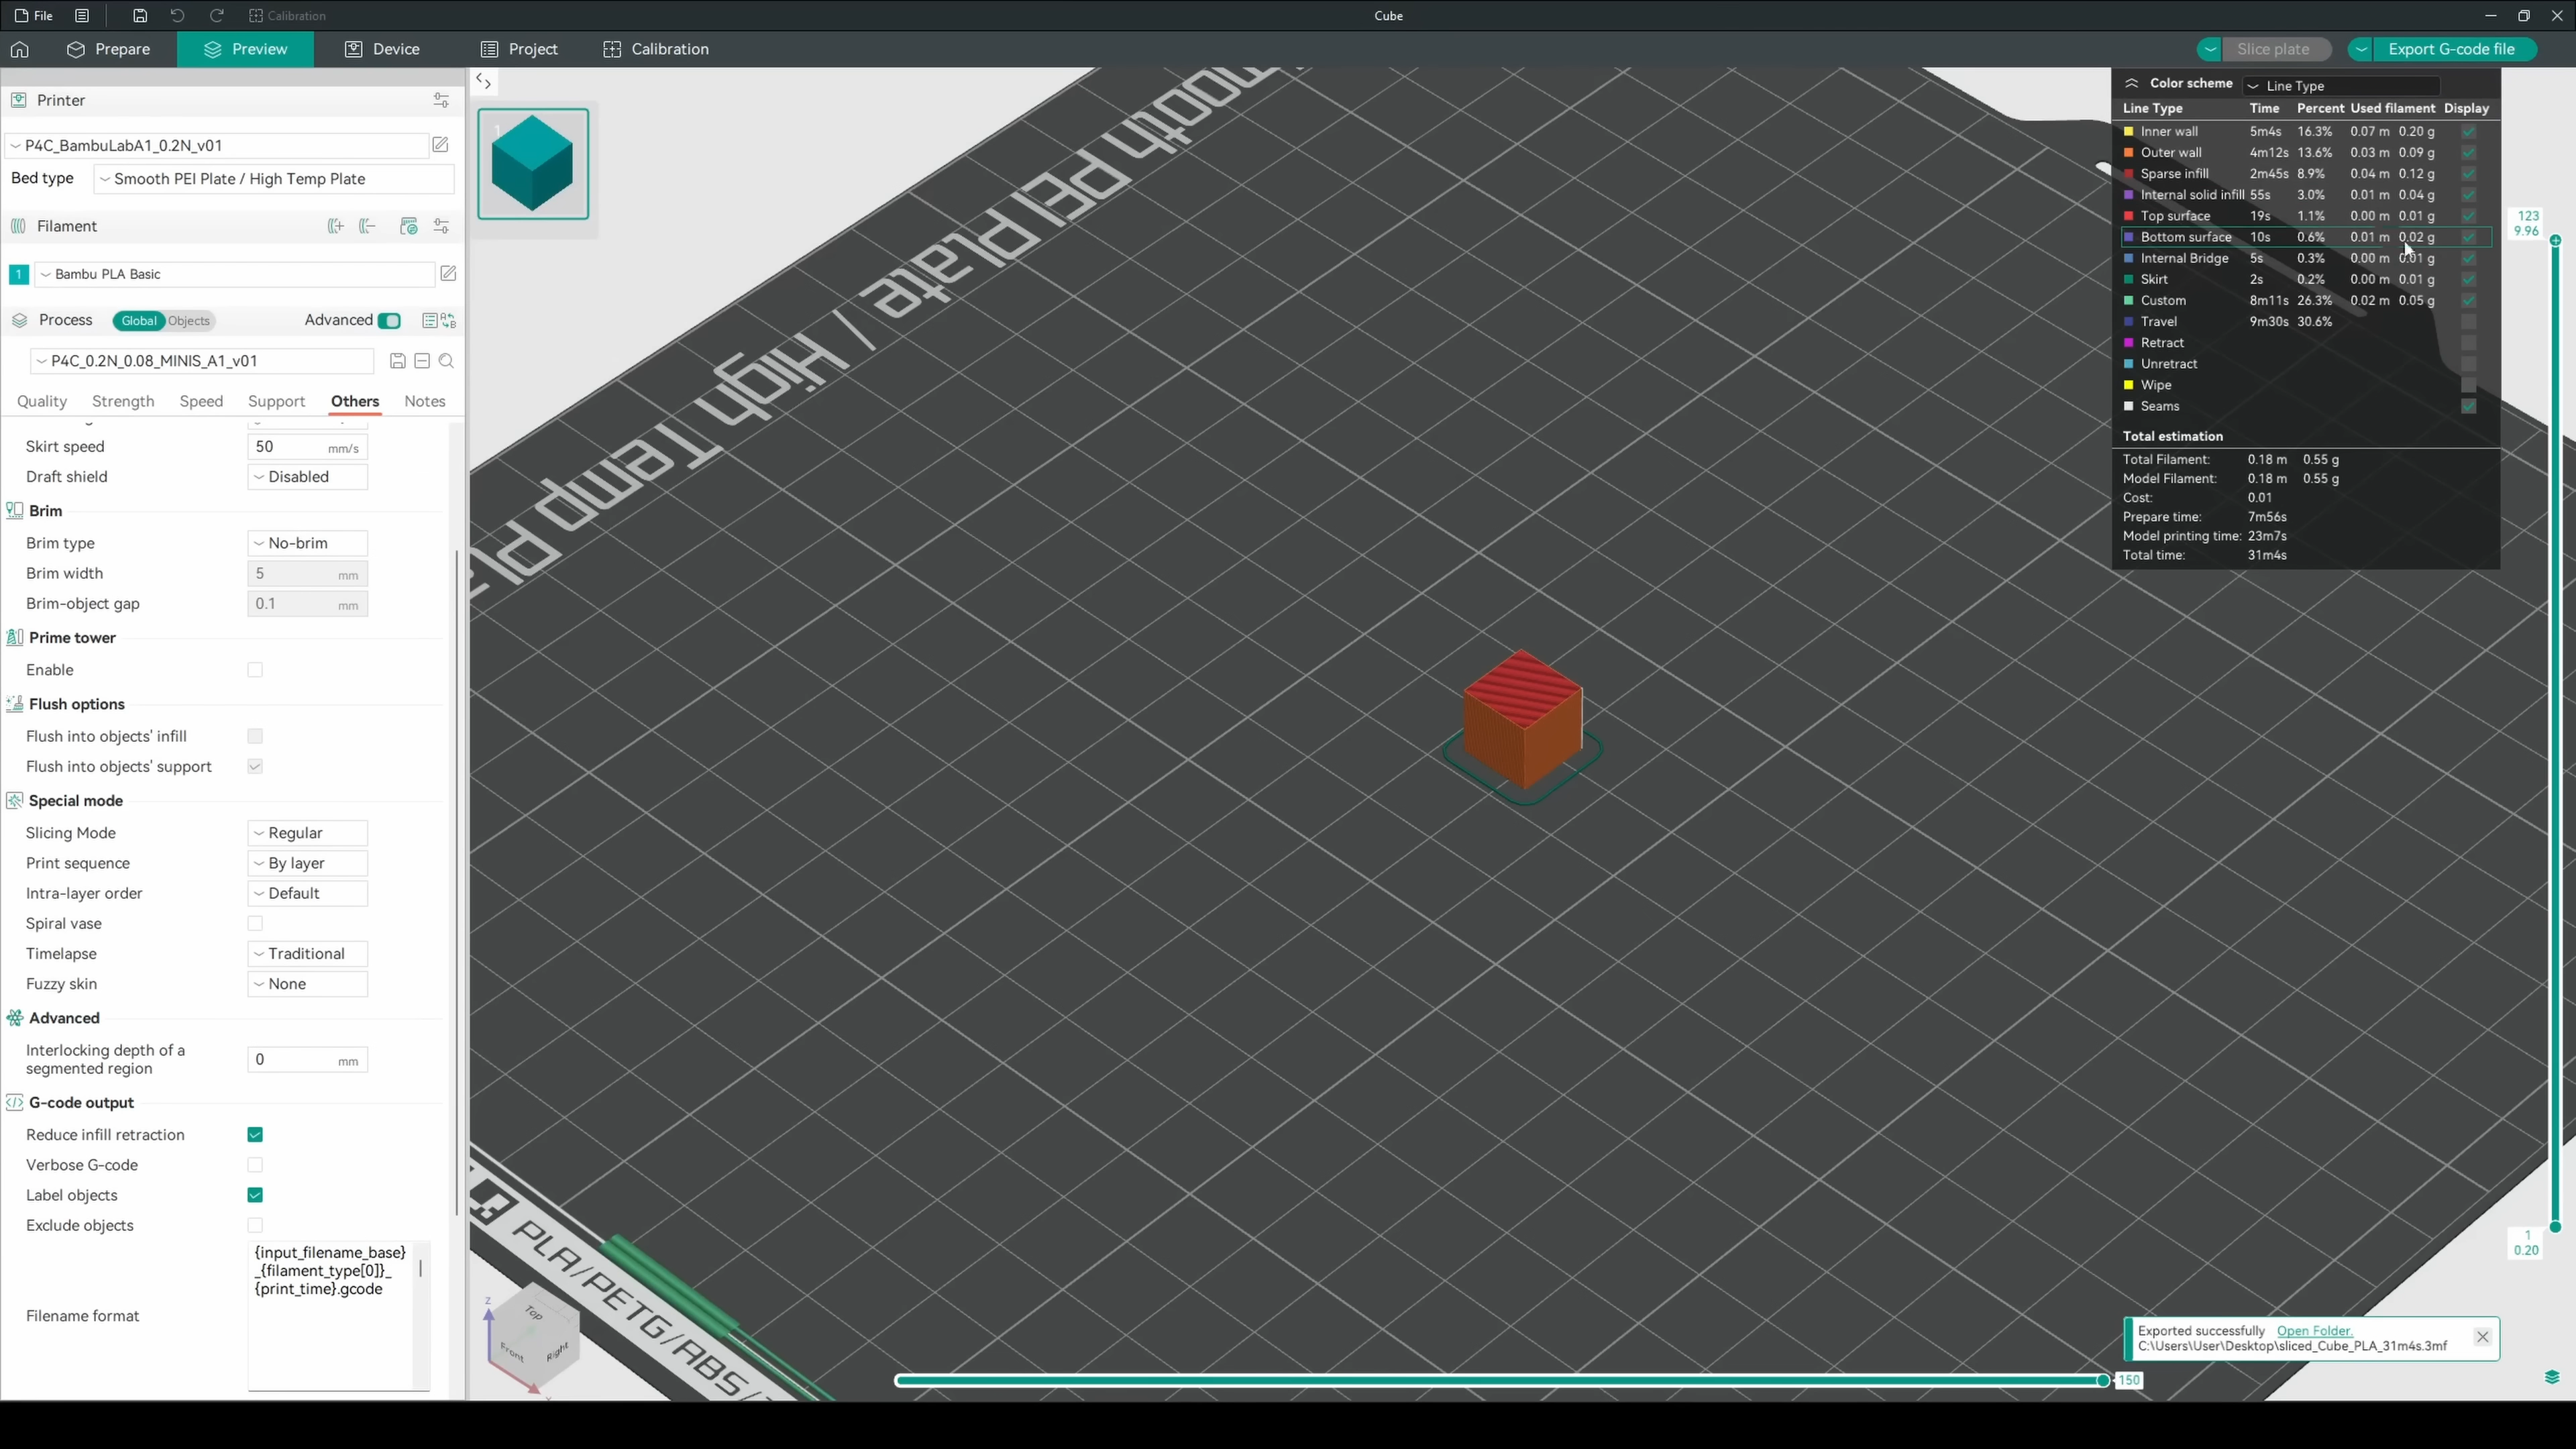 File
Calibration
Cube
Prepare
Preview
Device
Project
Calibration
Slice plate
Export G-code file
Printer
P4C_BambuLabA1_0.2N_v01
Bed type
Smooth PEI Plate / High Temp Plate
Filament
1
Bambu PLA Basic
Process
Global
Objects
Advanced
P4C_0.2N_0.08_MINIS_A1_v01
Quality
Strength
Speed
Support
Others
Notes
Skirt speed 50 mm/s
Draft shield Disabled
Brim
Brim type No-brim
Brim width 5 mm
Brim-object gap 0.1 mm
Prime tower
Enable
Flush options
Flush into objects' infill
Flush into objects' support
Special mode
Slicing Mode Regular
Print sequence By layer
Intra-layer order Default
Spiral vase
Timelapse Traditional
Fuzzy skin None
Advanced
Interlocking depth of a
segmented region
0 mm
G-code output
Reduce infill retraction
Verbose G-code
Label objects
Exclude objects
Filename format
{input_filename_base}
_{filament_type[0]}_
{print_time}.gcode
1
PLA/PETG/ABS/
Top
Front
Right
Z
Color scheme Line Type
Line Type Time Percent Used filament Display
Inner wall 5m4s 16.3% 0.07 m 0.20 g
Outer wall 4m12s 13.6% 0.03 m 0.09 g
Sparse infill 2m45s 8.9% 0.04 m 0.12 g
Internal solid infill 55s 3.0% 0.01 m 0.04 g
Top surface 19s 1.1% 0.00 m 0.01 g
Bottom surface 10s 0.6% 0.01 m 0.02 g
Internal Bridge 5s 0.3% 0.00 m 0.01 g
Skirt 2s 0.2% 0.00 m 0.01 g
Custom 8m11s 26.3% 0.02 m 0.05 g
Travel 9m30s 30.6%
Retract
Unretract
Wipe
Seams
Total estimation
Total Filament: 0.18 m 0.55 g
Model Filament: 0.18 m 0.55 g
Cost: 0.01
Prepare time: 7m56s
Model printing time: 23m7s
Total time: 31m4s
123
9.96
1
0.20
Exported successfully Open Folder.
C:\Users\User\Desktop\sliced_Cube_PLA_31m4s.3mf
150
PEI Plate / High Temp Pl